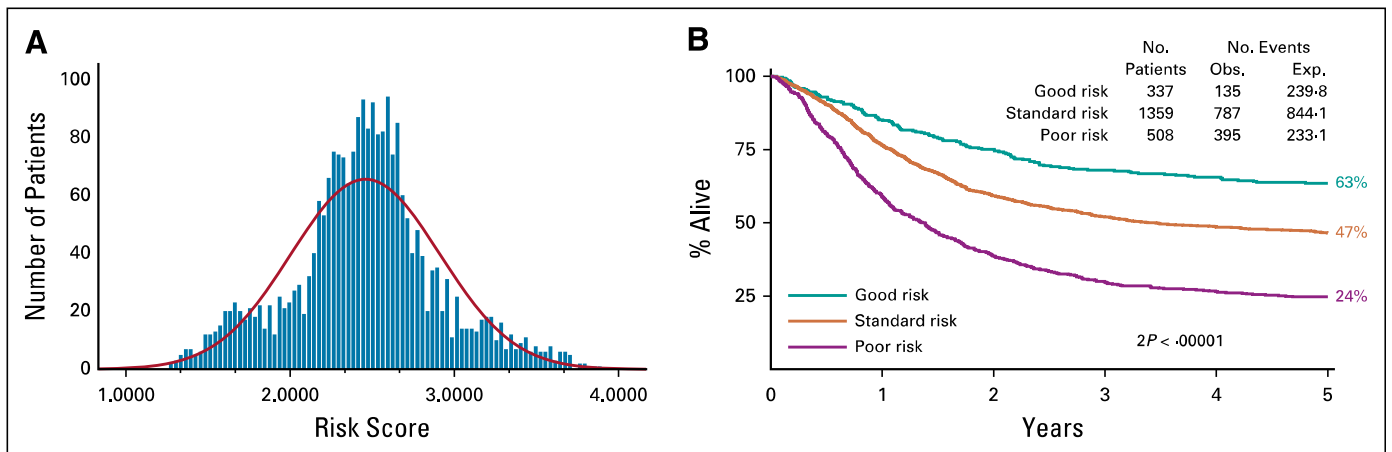 A
Number of Patients
100
80
60
40
20
0
1.0000 2.0000 3.0000 4.0000
Risk Score
B
No. No. Events
Patients Obs. Exp.
Good risk 337 135 239·8
Standard risk 1359 787 844·1
Poor risk 508 395 233·1
% Alive
100
75
50
25
63%
47%
24%
Good risk
Standard risk
Poor risk
2P < ·00001
0 1 2 3 4 5
Years